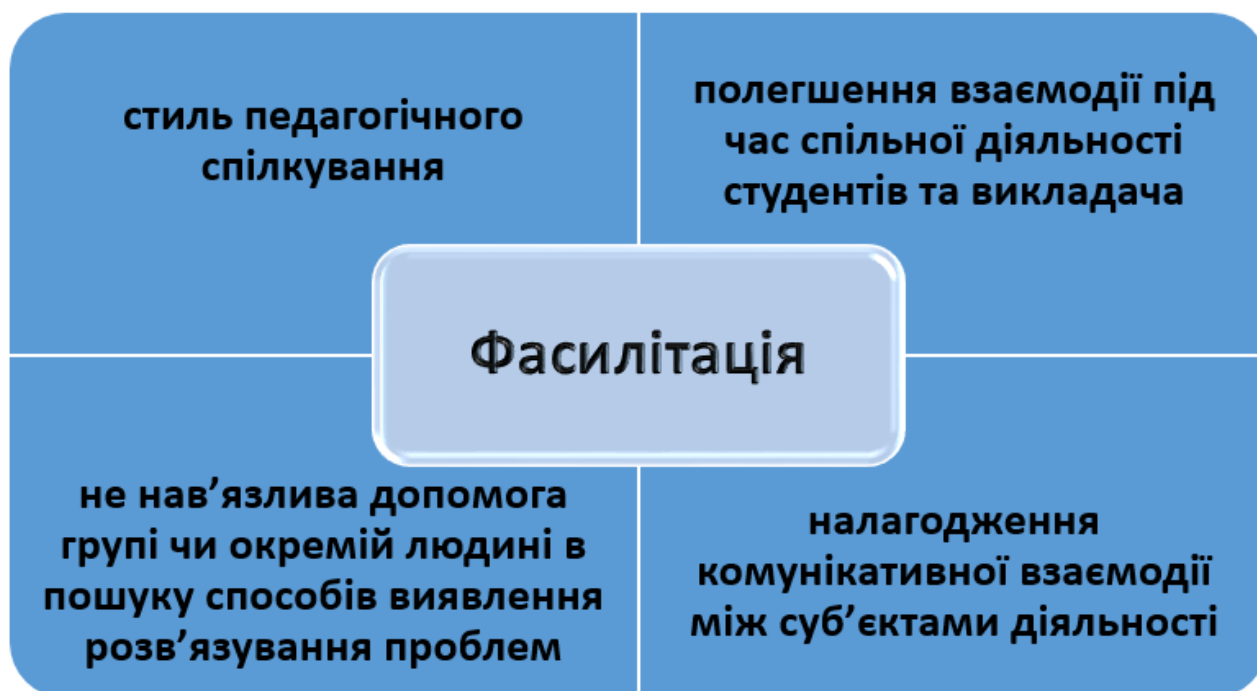 стиль педагогічного
спілкування
полегшення взаємодії під
час спільної діяльності
студентів та викладача
Фасилітація
не нав’язлива допомога
групі чи окремій людині в
пошуку способів виявлення
розв’язування проблем
налагодження
комунікативної взаємодії
між суб’єктами діяльності